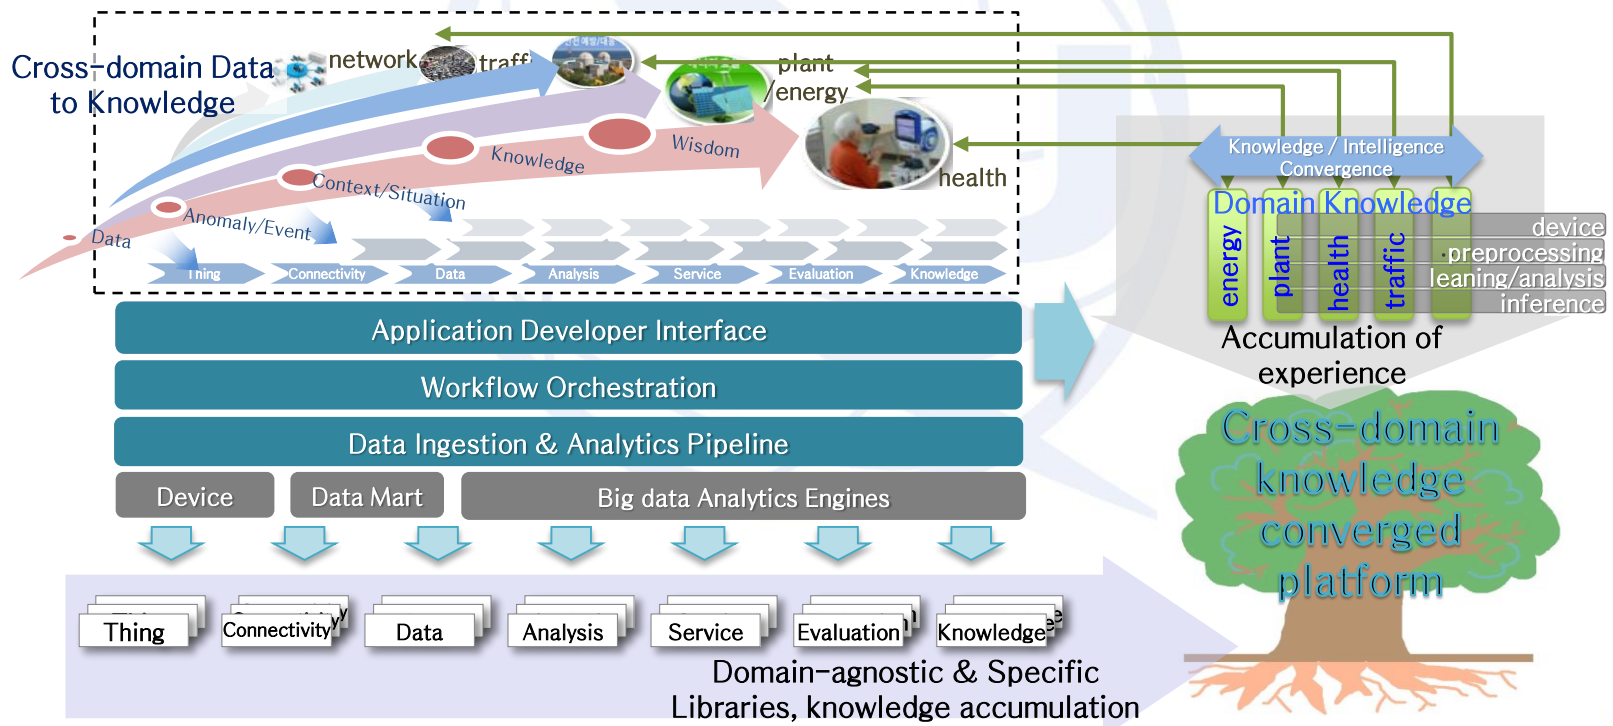 Cross-domain Data
to Knowledge
network
traffi
plant
/energy
health
Data
Anomaly/Event
Context/Situation
Knowledge
Wisdom
Thing
Connectivity
Data
Analysis
Service
Evaluation
Knowledge
Knowledge / Intelligence
Convergence
Domain Knowledge
energy
plant
health
traffic
device
preprocessing
leaning/analysis
inference
Accumulation of
experience
Application Developer Interface
Workflow Orchestration
Data Ingestion & Analytics Pipeline
Device
Data Mart
Big data Analytics Engines
Cross-domain
knowledge
converged
platform
Thing
Connectivity
Data
Analysis
Service
Evaluation
Knowledge
Domain-agnostic & Specific
Libraries, knowledge accumulation